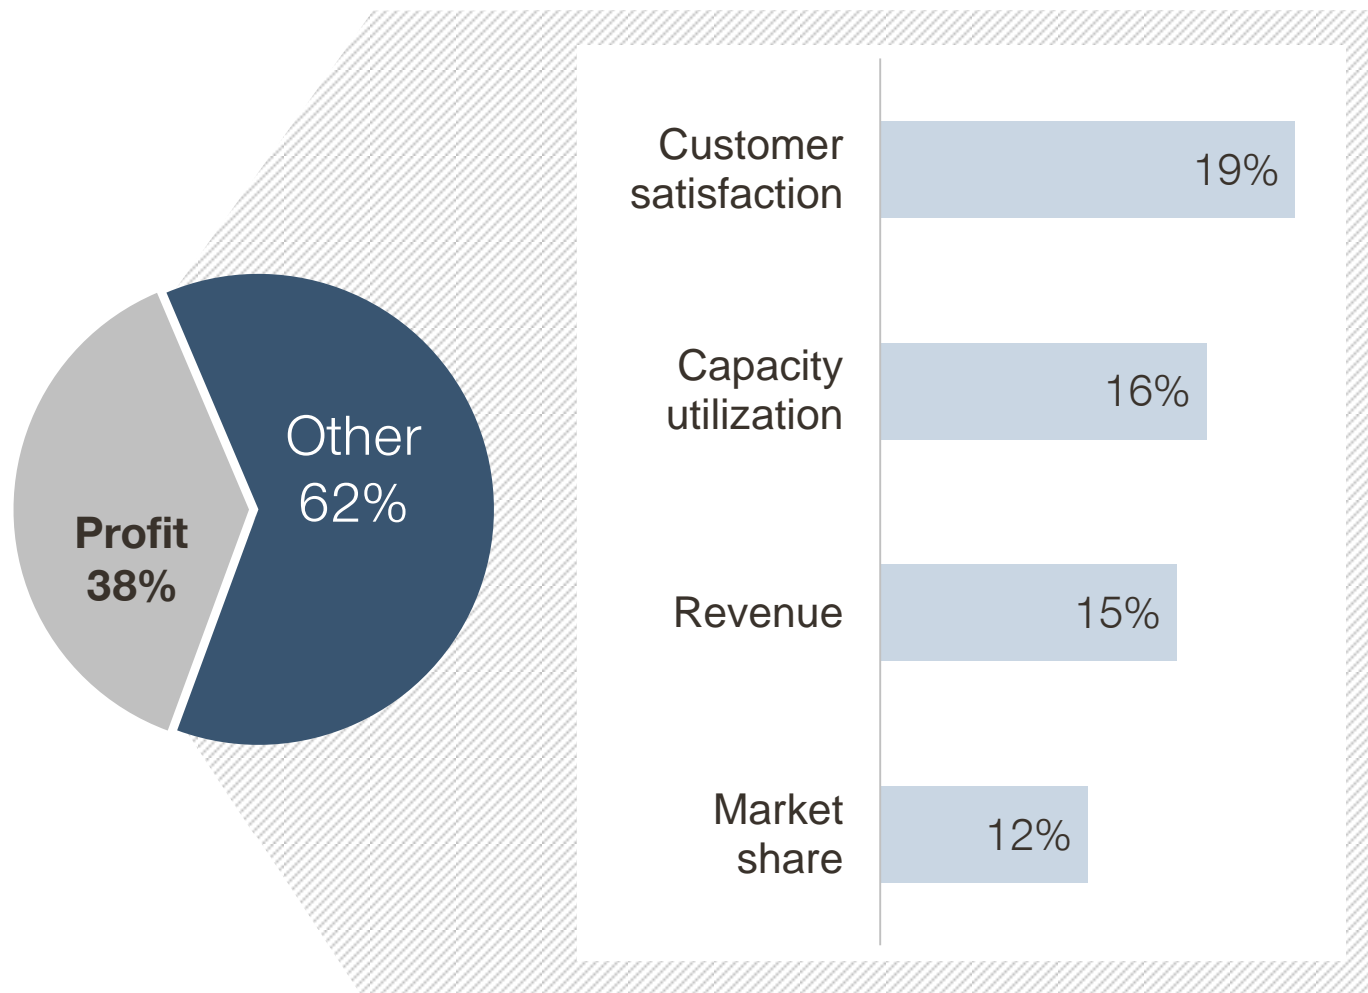 Other
62%
Profit
38%
Customer
satisfaction
19%
Capacity
utilization
16%
Revenue
15%
Market
share
12%